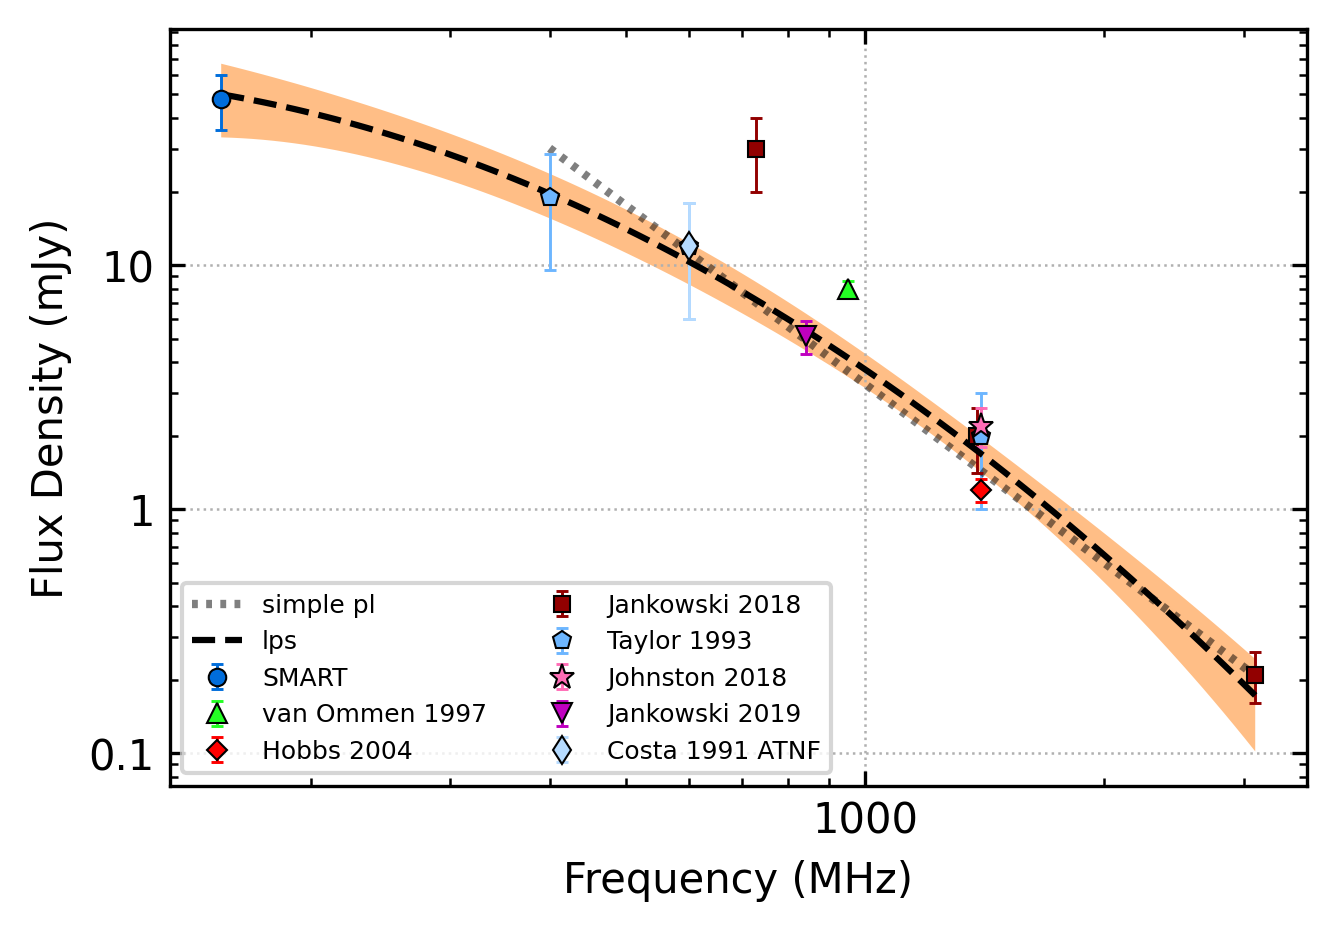 Flux Density (mJy)
10
1
0.1
simple pl
lps
SMART
van Ommen 1997
Hobbs 2004
Jankowski 2018
Taylor 1993
Johnston 2018
Jankowski 2019
Costa 1991 ATNF
1000
Frequency (MHz)